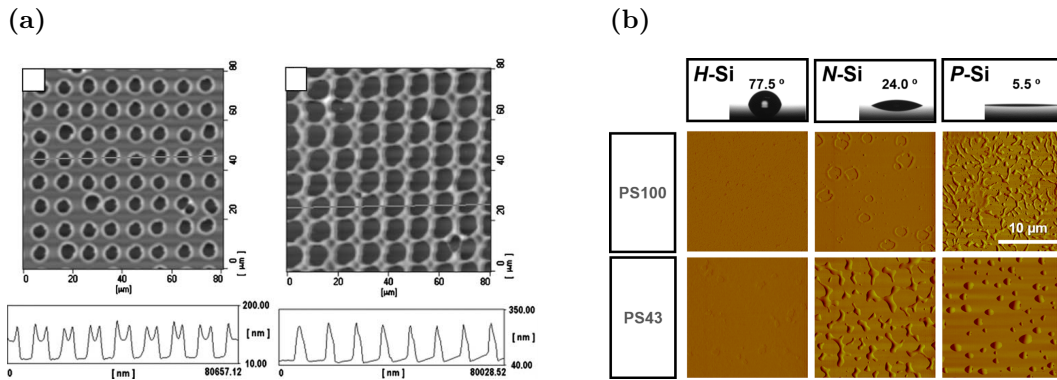 (a)
(b)
80
60
40
20
0
[ µm ]
0 20 40 60 80
[µm]
80
60
40
20
0
[ µm ]
0 20 40 60 80
[µm]
200.00
[ nm ]
10.00
0 [ nm ] 80657.12
350.00
[ nm ]
40.00
0 [ nm ] 80028.52
H-Si
77.5 °
N-Si
24.0 °
P-Si
5.5 °
PS100
10 µm
PS43